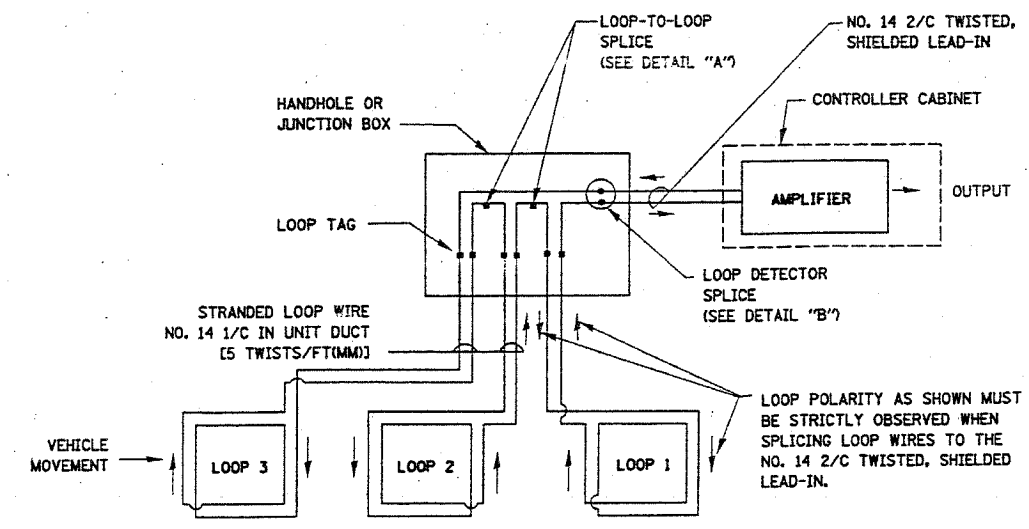 LOOP-TO-LOOP
SPLICE
(SEE DETAIL "A")
NO. 14 2/C TWISTED,
SHIELDED LEAD-IN
HANDHOLE OR
JUNCTION BOX
CONTROLLER CABINET
AMPLIFIER
OUTPUT
LOOP TAG
LOOP DETECTOR
SPLICE
(SEE DETAIL "B")
STRANDED LOOP WIRE
NO. 14 1/C IN UNIT DUCT
[5 TWISTS/FT(MM)]
LOOP POLARITY AS SHOWN MUST
BE STRICTLY OBSERVED WHEN
SPLICING LOOP WIRES TO THE
NO. 14 2/C TWISTED, SHIELDED
LEAD-IN.
VEHICLE
MOVEMENT
LOOP 3
LOOP 2
LOOP 1